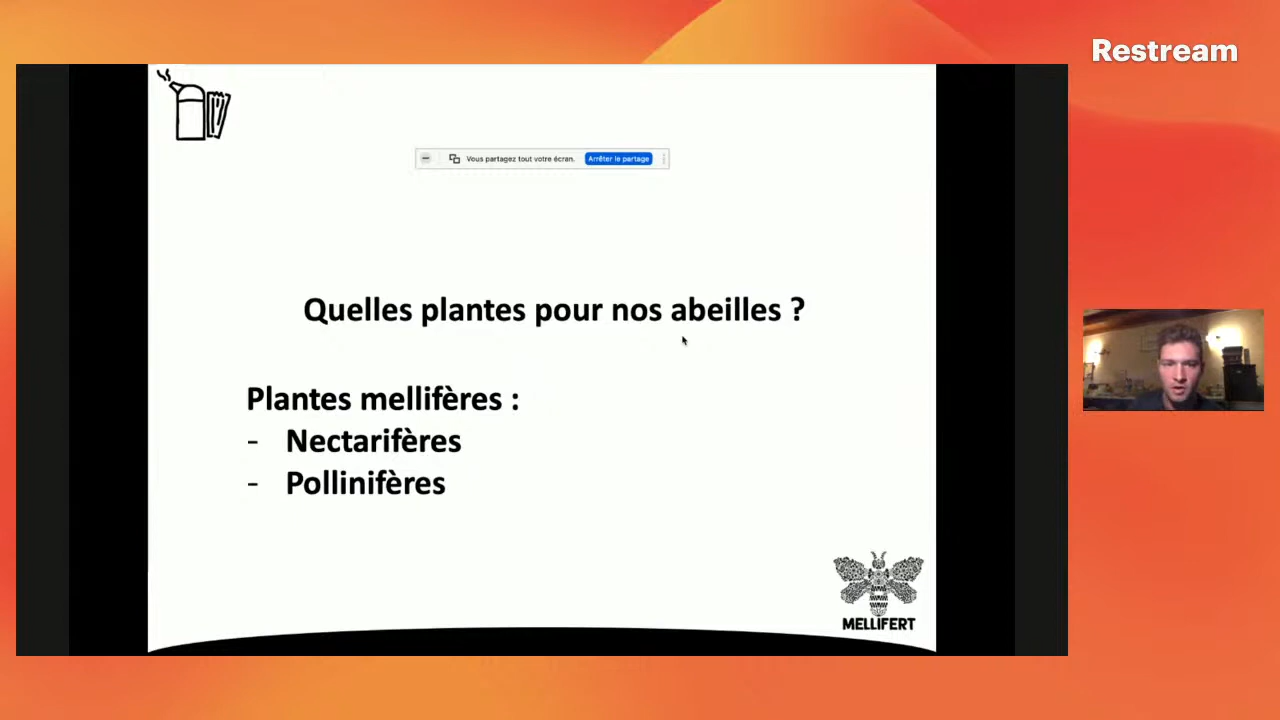 Restream
Vous partagez tout votre écran. Arrêter le partage
Quelles plantes pour nos abeilles ?
Plantes mellifères :
- Nectarifères
- Pollinifères
MELLIFERT